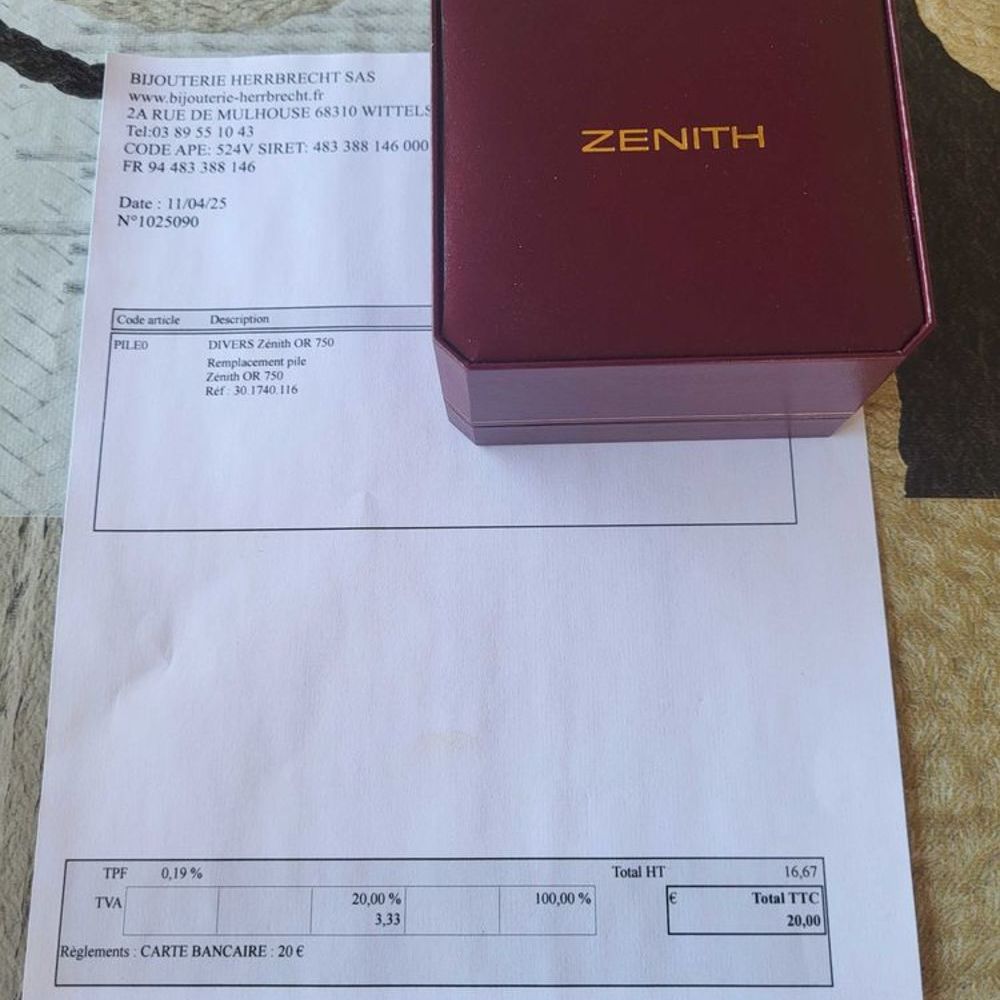 BIJOUTERIE HERRBRECHT SAS
www.bijouterie-herrbrecht.fr
2A RUE DE MULHOUSE 68310 WITTELS
Tel:03 89 55 10 43
CODE APE: 524V SIRET: 483 388 146 000
FR 94 483 388 146
Date : 11/04/25
N°1025090
ZENITH
Code article Description
PILE0 DIVERS Zénith OR 750
Remplacement pile
Zénith OR 750
Réf : 30.1740.116
TPF 0,19 % Total HT 16,67
TVA 20,00 % 100,00 % € Total TTC
3,33 20,00
Règlements : CARTE BANCAIRE : 20 €